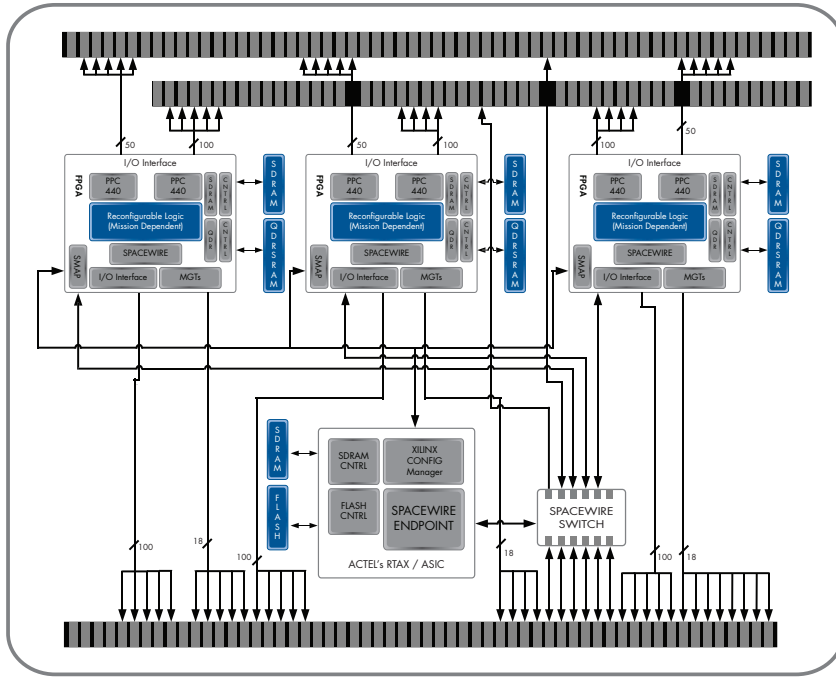 50
100
50
100
100
50
I/O Interface
FPGA
PPC 440
PPC 440
SDRAM
CNTRL
SDRAM
Reconfigurable Logic
(Mission Dependent)
QDR
CNTRL
QDRSRAM
SPACEWIRE
SMAP
I/O Interface
MGTs
I/O Interface
FPGA
PPC 440
PPC 440
SDRAM
CNTRL
SDRAM
Reconfigurable Logic
(Mission Dependent)
QDR
CNTRL
QDRSRAM
SPACEWIRE
SMAP
I/O Interface
MGTs
I/O Interface
FPGA
PPC 440
PPC 440
SDRAM
CNTRL
SDRAM
Reconfigurable Logic
(Mission Dependent)
QDR
CNTRL
QDRSRAM
SPACEWIRE
SMAP
I/O Interface
MGTs
SDRAM
SDRAM
CNTRL
XILINX
CONFIG
Manager
FLASH
FLASH
CNTRL
SPACEWIRE
ENDPOINT
ACTEL's RTAX / ASIC
SPACEWIRE
SWITCH
100
18
100
18
100
18